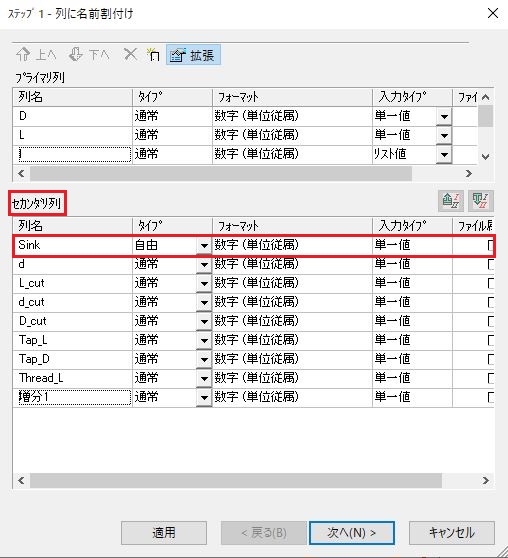 ｽﾃｯﾌﾟ 1 - 列に名前割付け
上へ 下へ 拡張
ﾌﾟﾗｲﾏﾘ列
列名 ﾀｲﾌﾟ ﾌｫｰﾏｯﾄ 入力ﾀｲﾌﾟ ﾌｧｲ
D 通常 数字 (単位従属) 単一値
L 通常 数字 (単位従属) 単一値
l 通常 数字 (単位従属) ﾘｽﾄ値
ｾｶﾝﾀﾞﾘ列
列名 ﾀｲﾌﾟ ﾌｫｰﾏｯﾄ 入力ﾀｲﾌﾟ ﾌｧｲﾙ属
Sink 自由 数字 (単位従属) 単一値
d 通常 数字 (単位従属) 単一値
L_cut 通常 数字 (単位従属) 単一値
d_cut 通常 数字 (単位従属) 単一値
D_cut 通常 数字 (単位従属) 単一値
Tap_L 通常 数字 (単位従属) 単一値
Tap_D 通常 数字 (単位従属) 単一値
Thread_L 通常 数字 (単位従属) 単一値
増分1 通常 数字 (単位従属) 単一値
適用 < 戻る(B) 次へ(N) > キャンセル